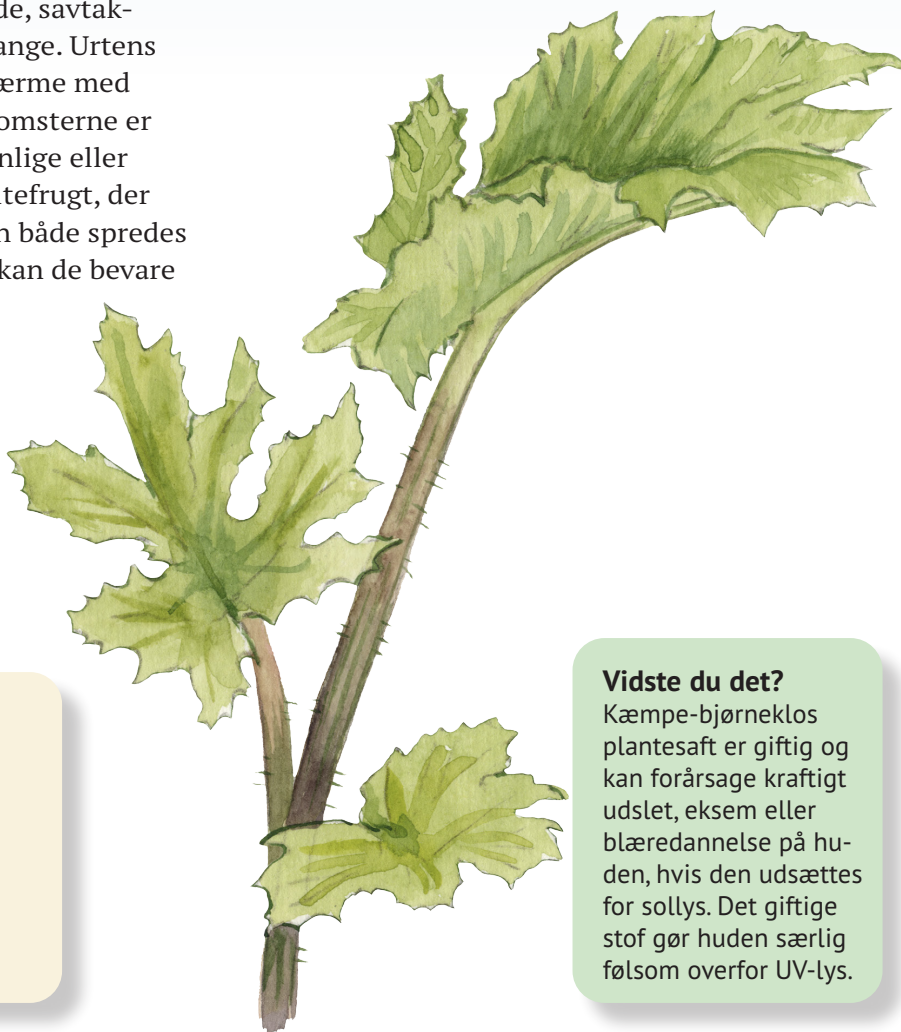 de, savtak-
ange. Urtens
ærme med
omsterne er
nlige eller
ltefrugt, der
n både spredes
kan de bevare
Vidste du det?
Kæmpe-bjørneklos
plantesaft er giftig og
kan forårsage kraftigt
udslet, eksem eller
blæredannelse på hu-
den, hvis den udsættes
for sollys. Det giftige
stof gør huden særlig
følsom overfor UV-lys.